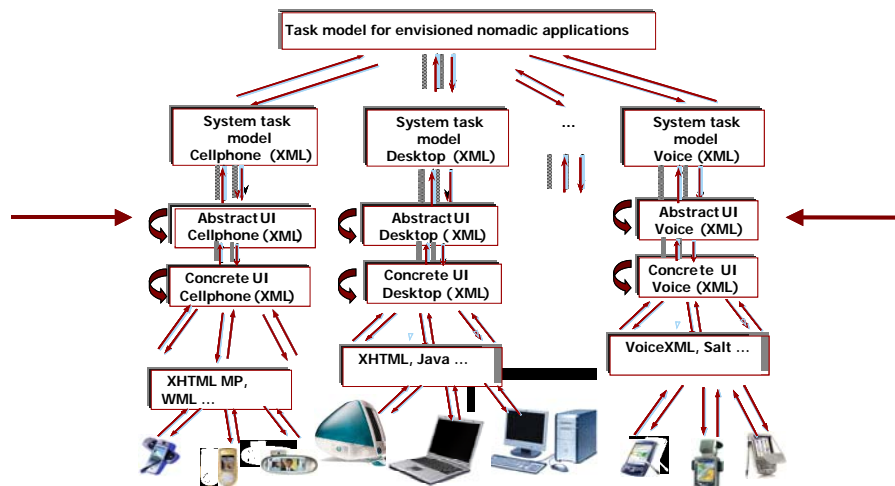 Task model for envisioned nomadic applications
System task
model
Cellphone (XML)
System task
model
Desktop (XML)
...
System task
model
Voice (XML)
Abstract UI
Cellphone (XML)
Abstract UI
Desktop (XML)
Abstract UI
Voice (XML)
Concrete UI
Cellphone (XML)
Concrete UI
Desktop (XML)
Concrete UI
Voice (XML)
XHTML MP,
WML ...
XHTML, Java ...
VoiceXML, Salt ...